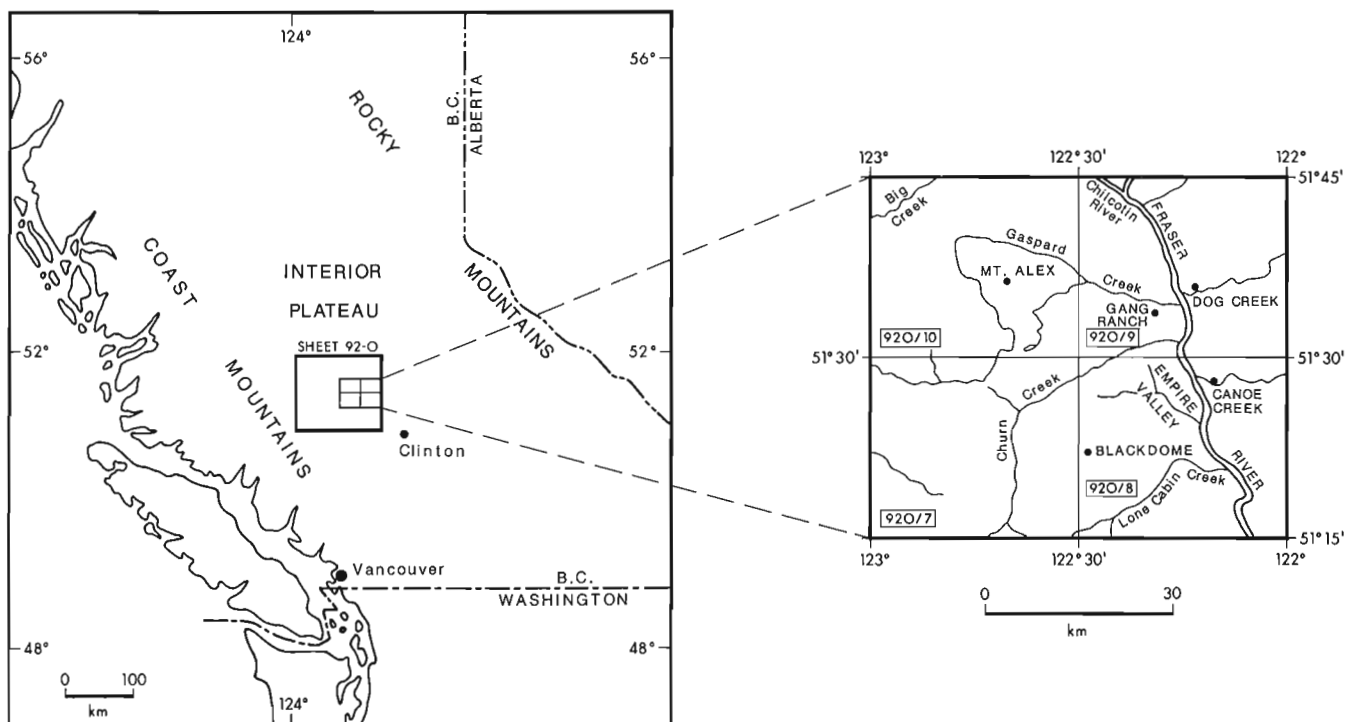 124°
56°
56°
ROCKY
B.C.
ALBERTA
COAST
INTERIOR
PLATEAU
MOUNTAINS
52°
52°
SHEET 92-O
MOUNTAINS
Clinton
Vancouver
B.C.
WASHINGTON
48°
48°
0 100
km
124°
123°
122°30'
122°
51°45'
Big
Creek
Chilcotin
River
FRASER
Gaspard
Creek
MT. ALEX
DOG CREEK
GANG
RANCH
92O/10
92O/9
51°30'
51°30'
Creek
EMPIRE
VALLEY
CANOE
CREEK
Churn
BLACKDOME
RIVER
92O/8
Lone Cabin
Creek
92O/7
51°15'
123°
122°30'
122°
0 30
km